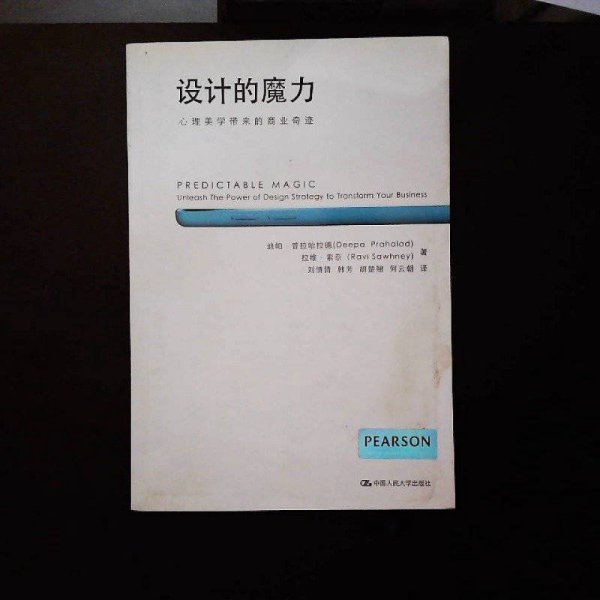 设计的魔力
心理美学带来的商业奇迹
PREDICTABLE MAGIC
Unleash The Power of Design Strategy to Transform Your Business
迪帕·普拉哈拉德(Deepa Prahalad)
拉维·索奈 (Ravi Sawhney) 著
刘倩倩 韩芳 胡楚翘 何云朝 译
PEARSON
中国人民大学出版社